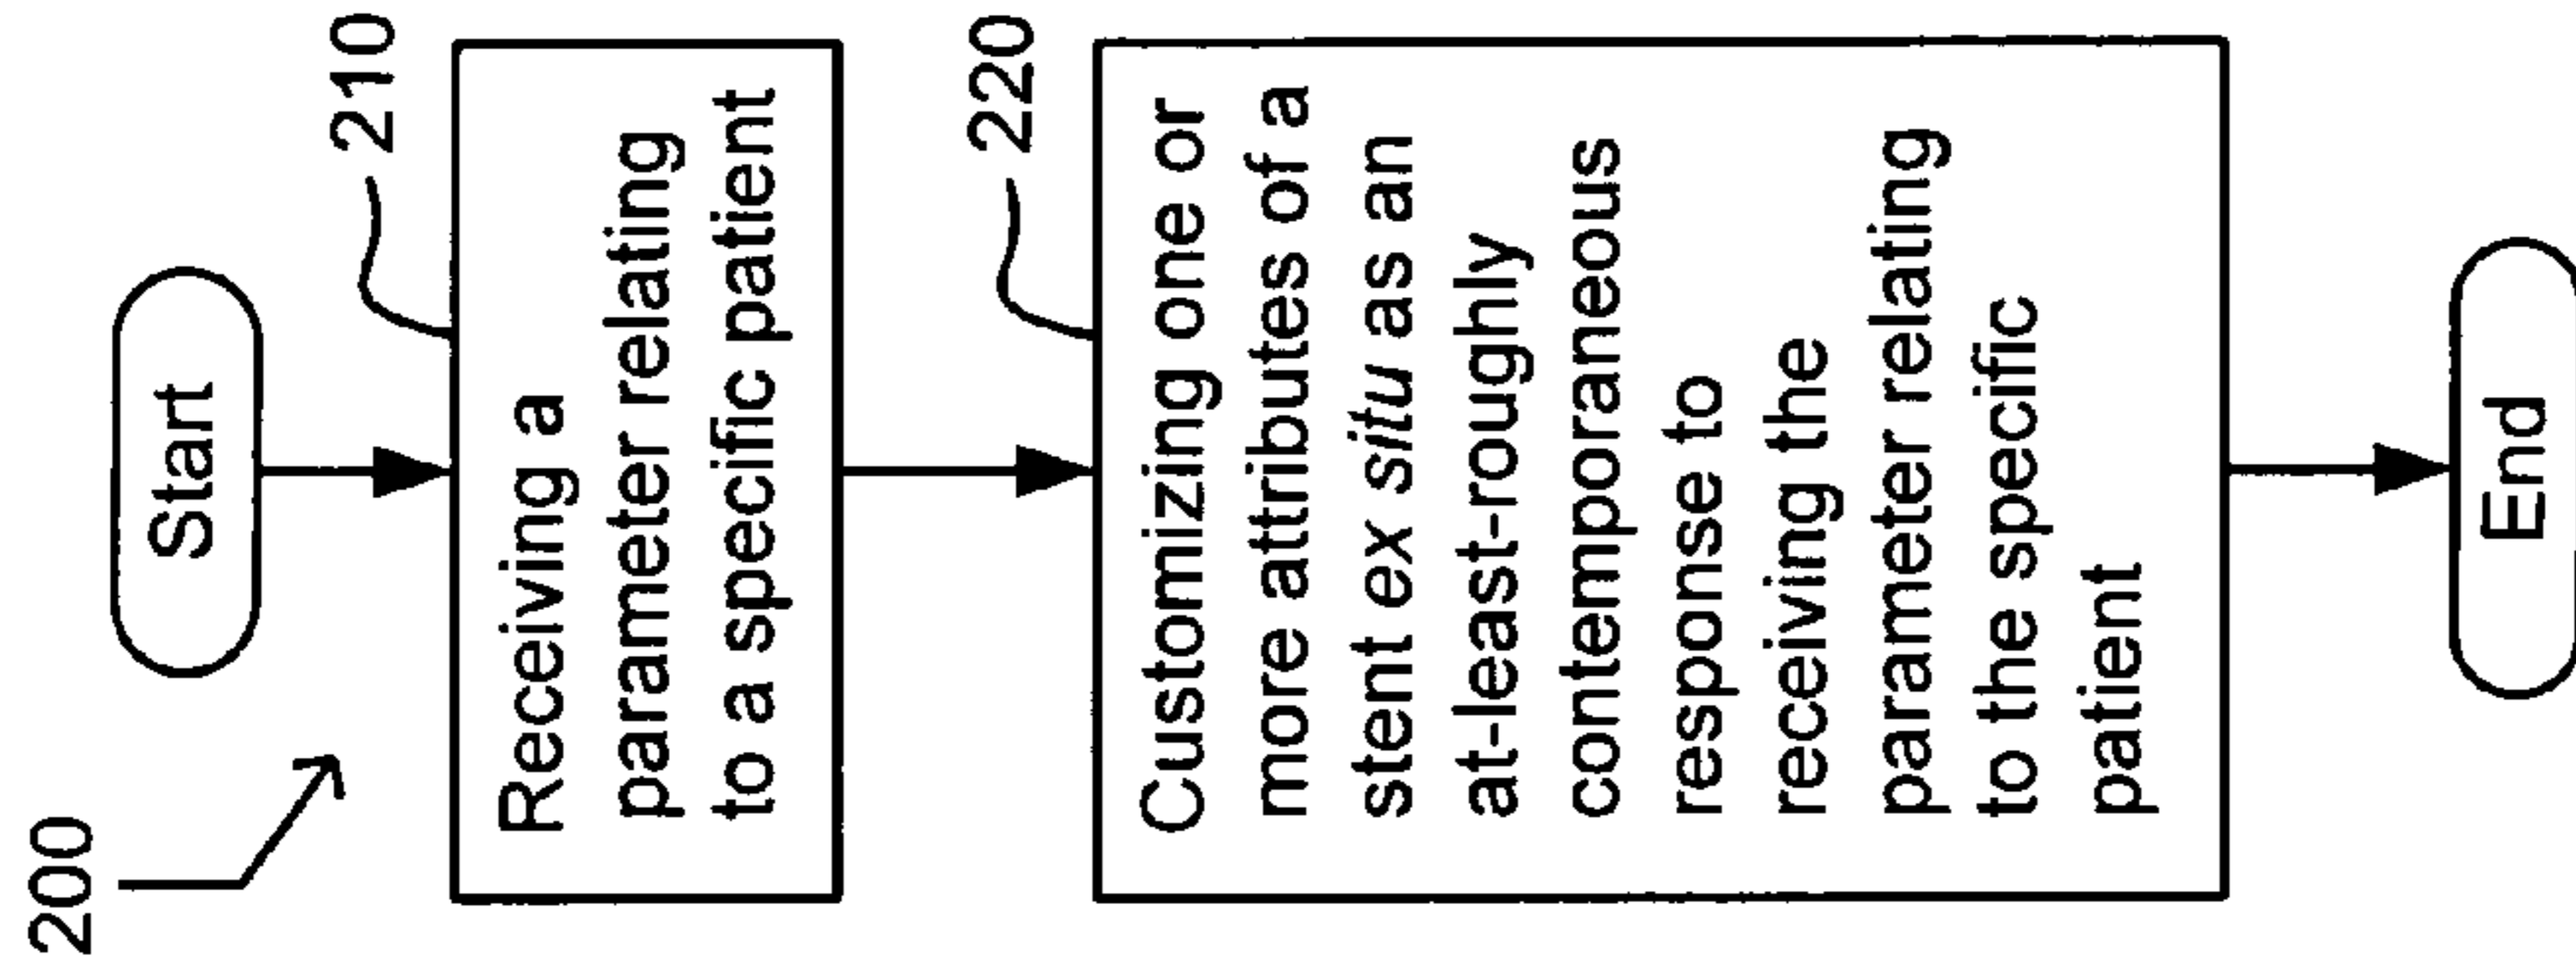 200
Start
210
Receiving a
parameter relating
to a specific patient
220
Customizing one or
more attributes of a
stent ex situ as an
at-least-roughly
contemporaneous
response to
receiving the
parameter relating
to the specific
patient
End